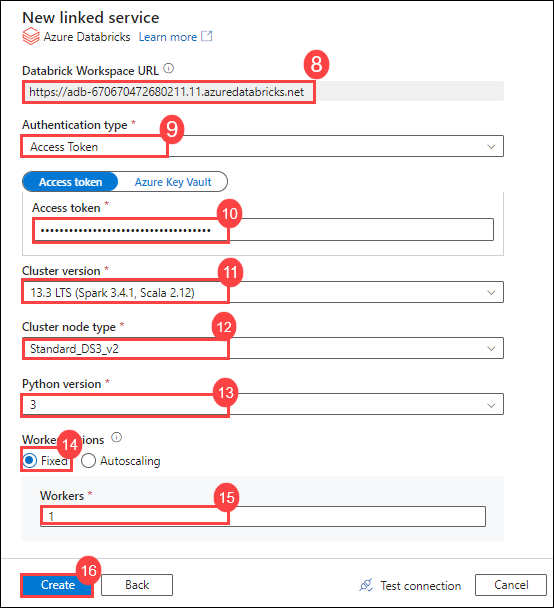 New linked service
Azure Databricks Learn more
Databrick Workspace URL
8
https://adb-670670472680211.11.azuredatabricks.net
Authentication type *
9
Access Token
Access token Azure Key Vault
Access token *
10
••••••••••••••••••••••••••••••••••••
Cluster version *
11
13.3 LTS (Spark 3.4.1, Scala 2.12)
Cluster node type *
12
Standard_DS3_v2
Python version *
13
3
14
Fixed Autoscaling
Workers *
15
1
16
Create Back Test connection Cancel